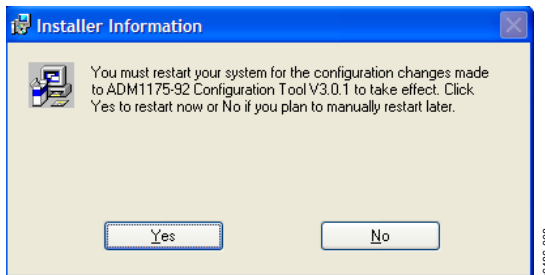 Installer Information
You must restart your system for the configuration changes made
to ADM1175-92 Configuration Tool V3.0.1 to take effect. Click
Yes to restart now or No if you plan to manually restart later.
Yes
No